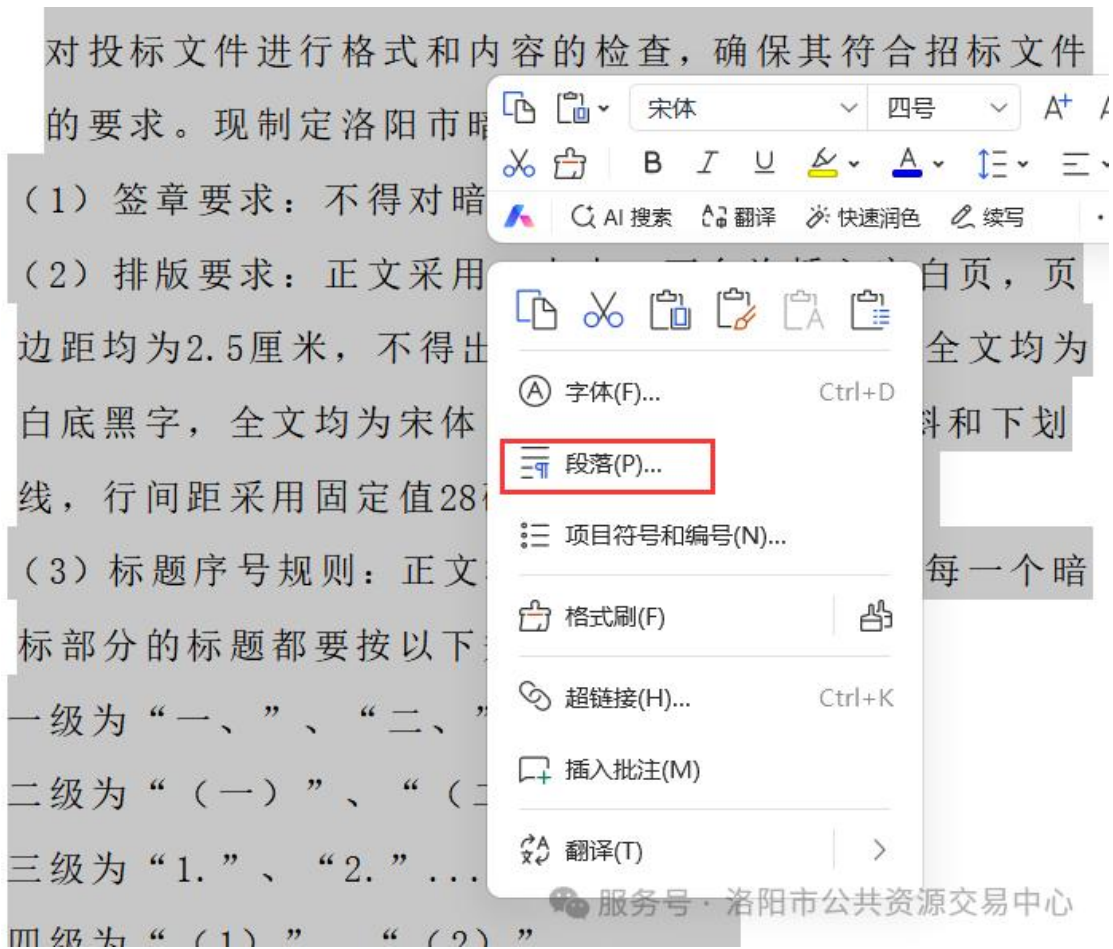 对投标文件进行格式和内容的检查，确保其符合招标文件
的要求。现制定洛阳市暗
宋体
四号
（1）签章要求：不得对暗
AI 搜索
翻译
快速润色
续写
（2）排版要求：正文采用
白页，页
边距均为2.5厘米，不得出
全文均为
字体(F)...
Ctrl+D
白底黑字，全文均为宋体
斜和下划
段落(P)...
线，行间距采用固定值28
项目符号和编号(N)...
（3）标题序号规则：正文
每一个暗
格式刷(F)
标部分的标题都要按以下
超链接(H)...
Ctrl+K
一级为“一、”、“二、”
插入批注(M)
二级为“（一）”、“（二
三级为“1.”、“2.”...
翻译(T)
服务号 · 洛阳市公共资源交易中心
四级为“（1）”、“（2）”